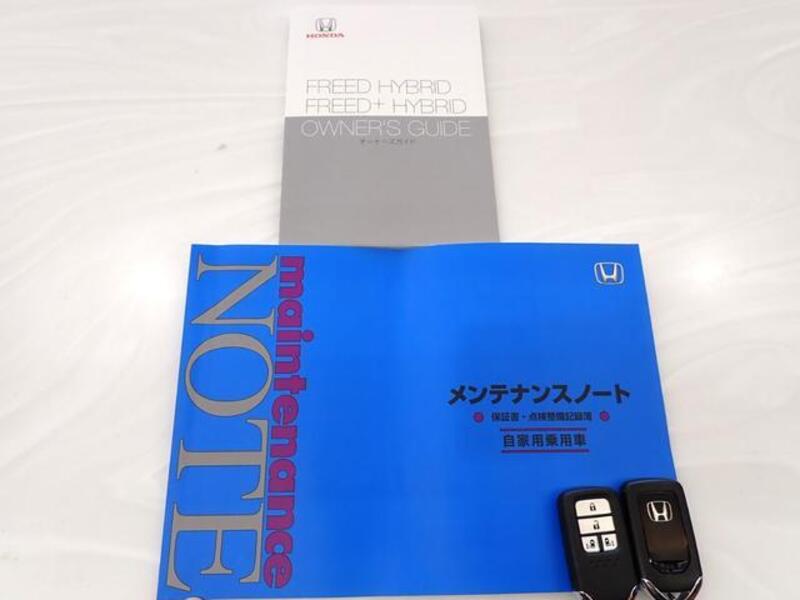 HONDA
FREED HYBRID
FREED+ HYBRID
OWNER'S GUIDE
オーナーズガイド
maintenance
NOTE
メンテナンスノート
保証書・点検整備記録簿
自家用乗用車